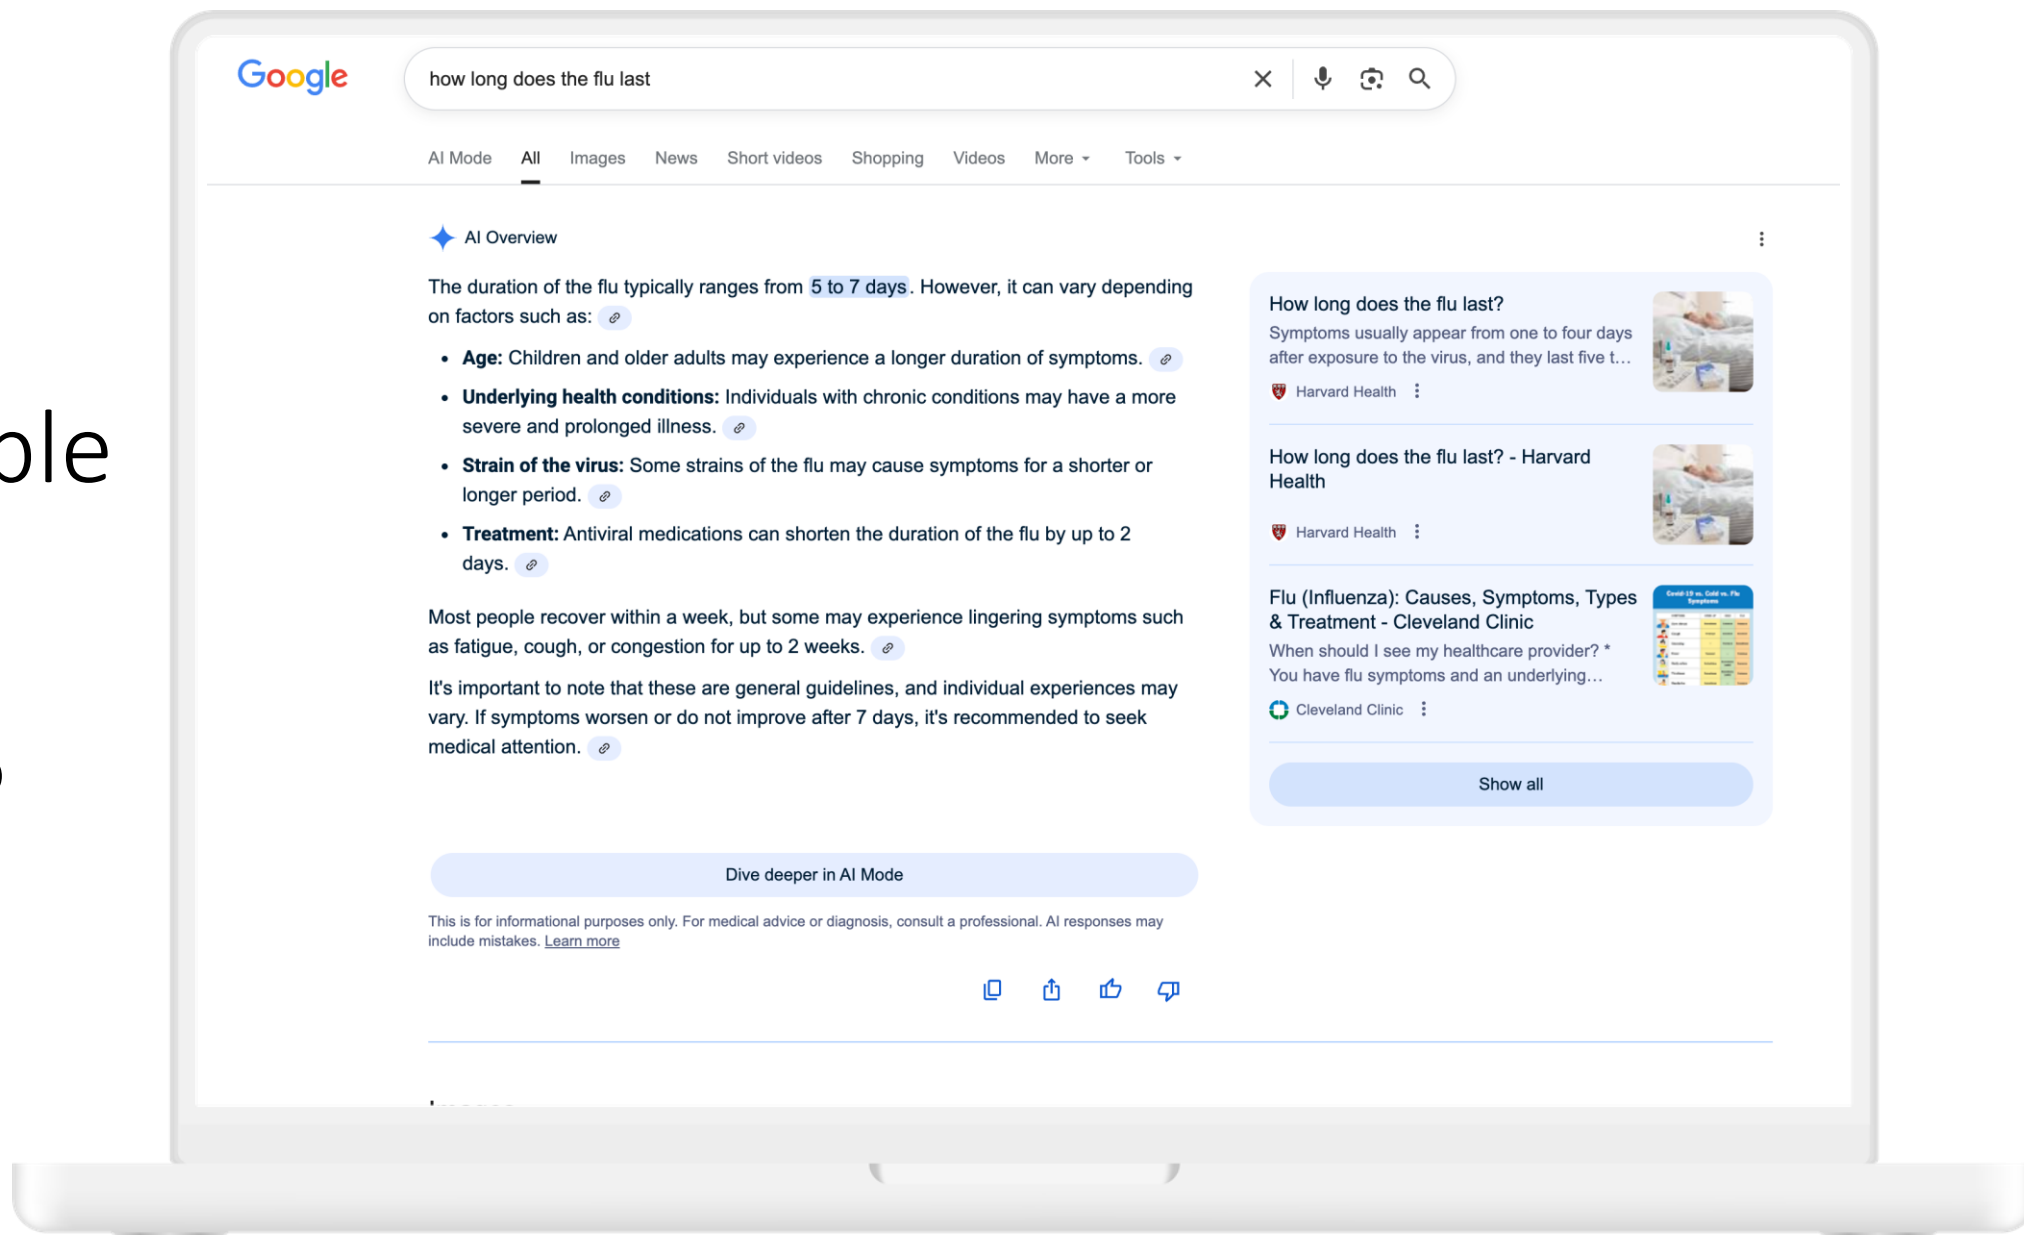 Google
how long does the flu last
AI Mode All Images News Short videos Shopping Videos More Tools
AI Overview
The duration of the flu typically ranges from 5 to 7 days. However, it can vary depending
on factors such as:
• Age: Children and older adults may experience a longer duration of symptoms.
• Underlying health conditions: Individuals with chronic conditions may have a more
severe and prolonged illness.
• Strain of the virus: Some strains of the flu may cause symptoms for a shorter or
longer period.
• Treatment: Antiviral medications can shorten the duration of the flu by up to 2
days.
Most people recover within a week, but some may experience lingering symptoms such
as fatigue, cough, or congestion for up to 2 weeks.
It's important to note that these are general guidelines, and individual experiences may
vary. If symptoms worsen or do not improve after 7 days, it's recommended to seek
medical attention.
Dive deeper in AI Mode
This is for informational purposes only. For medical advice or diagnosis, consult a professional. AI responses may
include mistakes. Learn more
How long does the flu last?
Symptoms usually appear from one to four days
after exposure to the virus, and they last five t...
Harvard Health
How long does the flu last? - Harvard
Health
Harvard Health
Flu (Influenza): Causes, Symptoms, Types
& Treatment - Cleveland Clinic
When should I see my healthcare provider? *
You have flu symptoms and an underlying...
Cleveland Clinic
Show all
Covid-19 vs. Cold vs. Flu
Symptoms